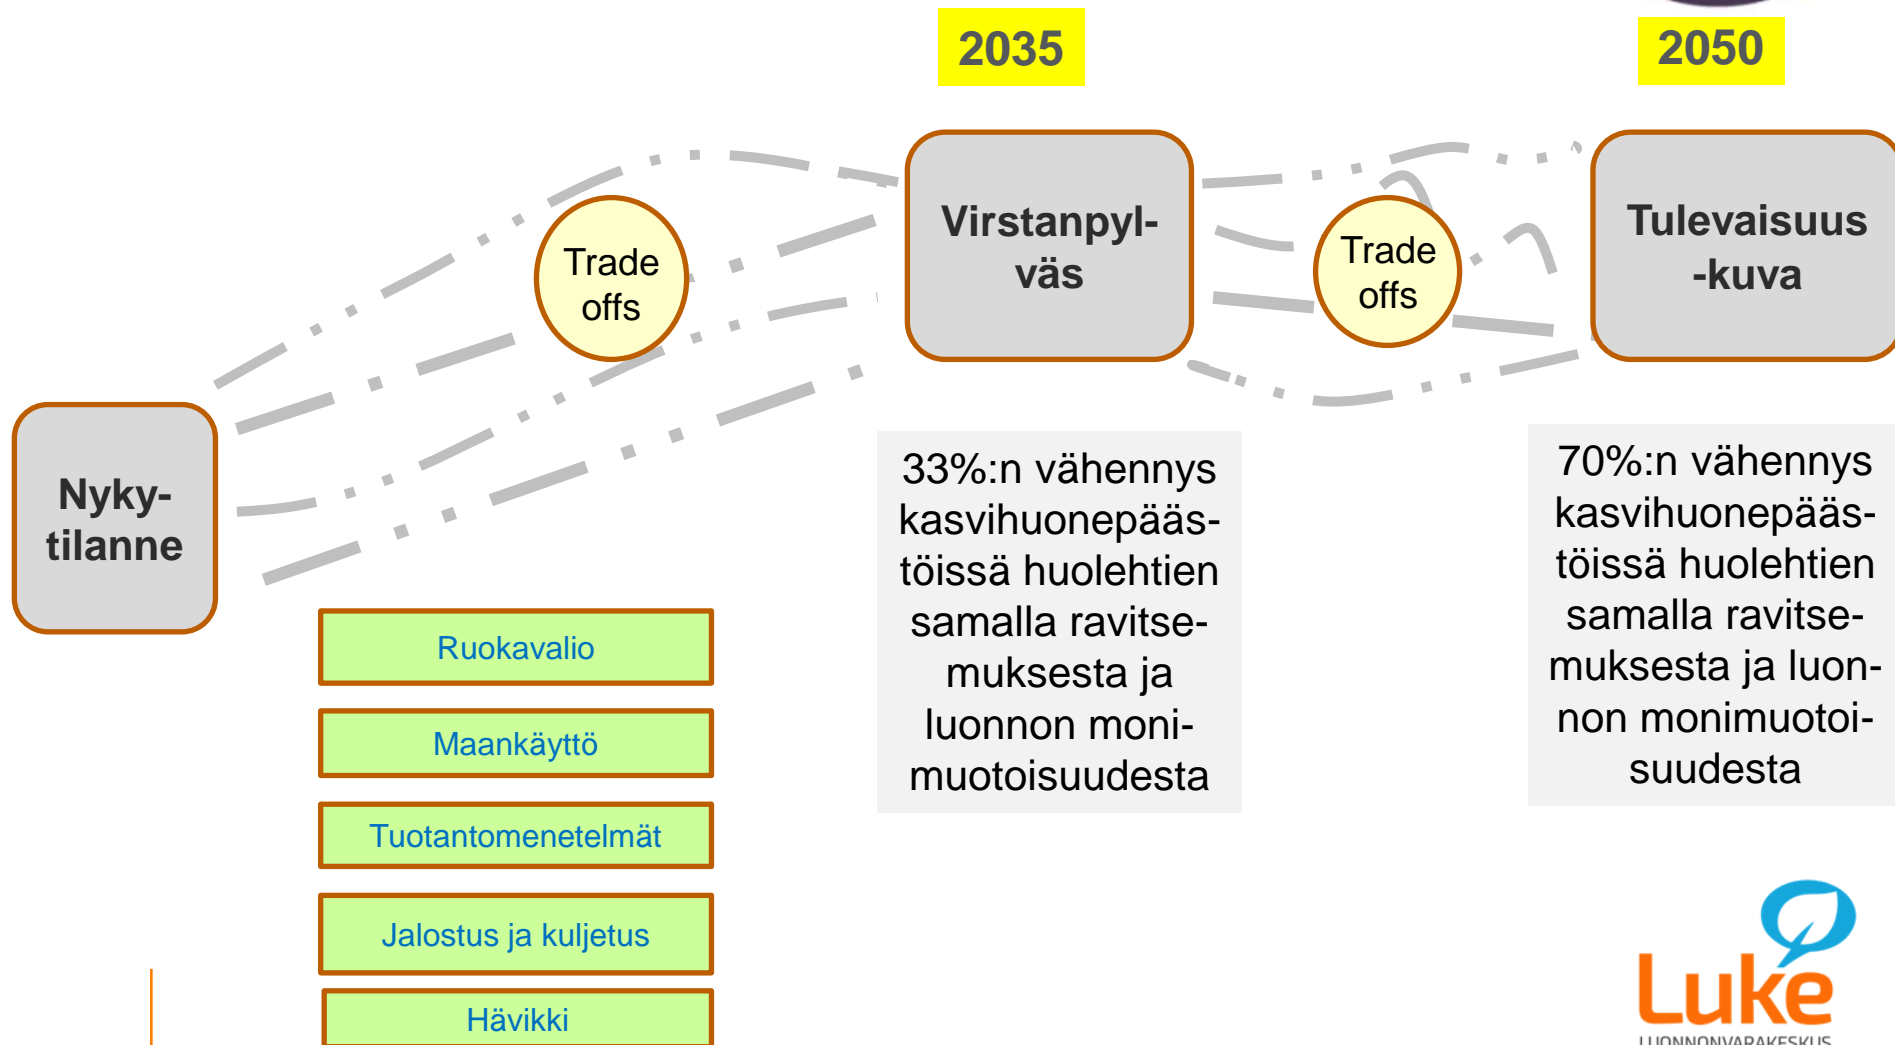 2035
2050
Trade
offs
Virstanpyl-
väs
Trade
offs
Tulevaisuus
-kuva
Nyky-
tilanne
33%:n vähennys
kasvihuonepääs-
töissä huolehtien
samalla ravitse-
muksesta ja
luonnon moni-
muotoisuudesta
70%:n vähennys
kasvihuonepääs-
töissä huolehtien
samalla ravitse-
muksesta ja luon-
non monimuotoi-
suudesta
Ruokavalio
Maankäyttö
Tuotantomenetelmät
Jalostus ja kuljetus
Hävikki
Luke
LUONNONVARAKESKUS